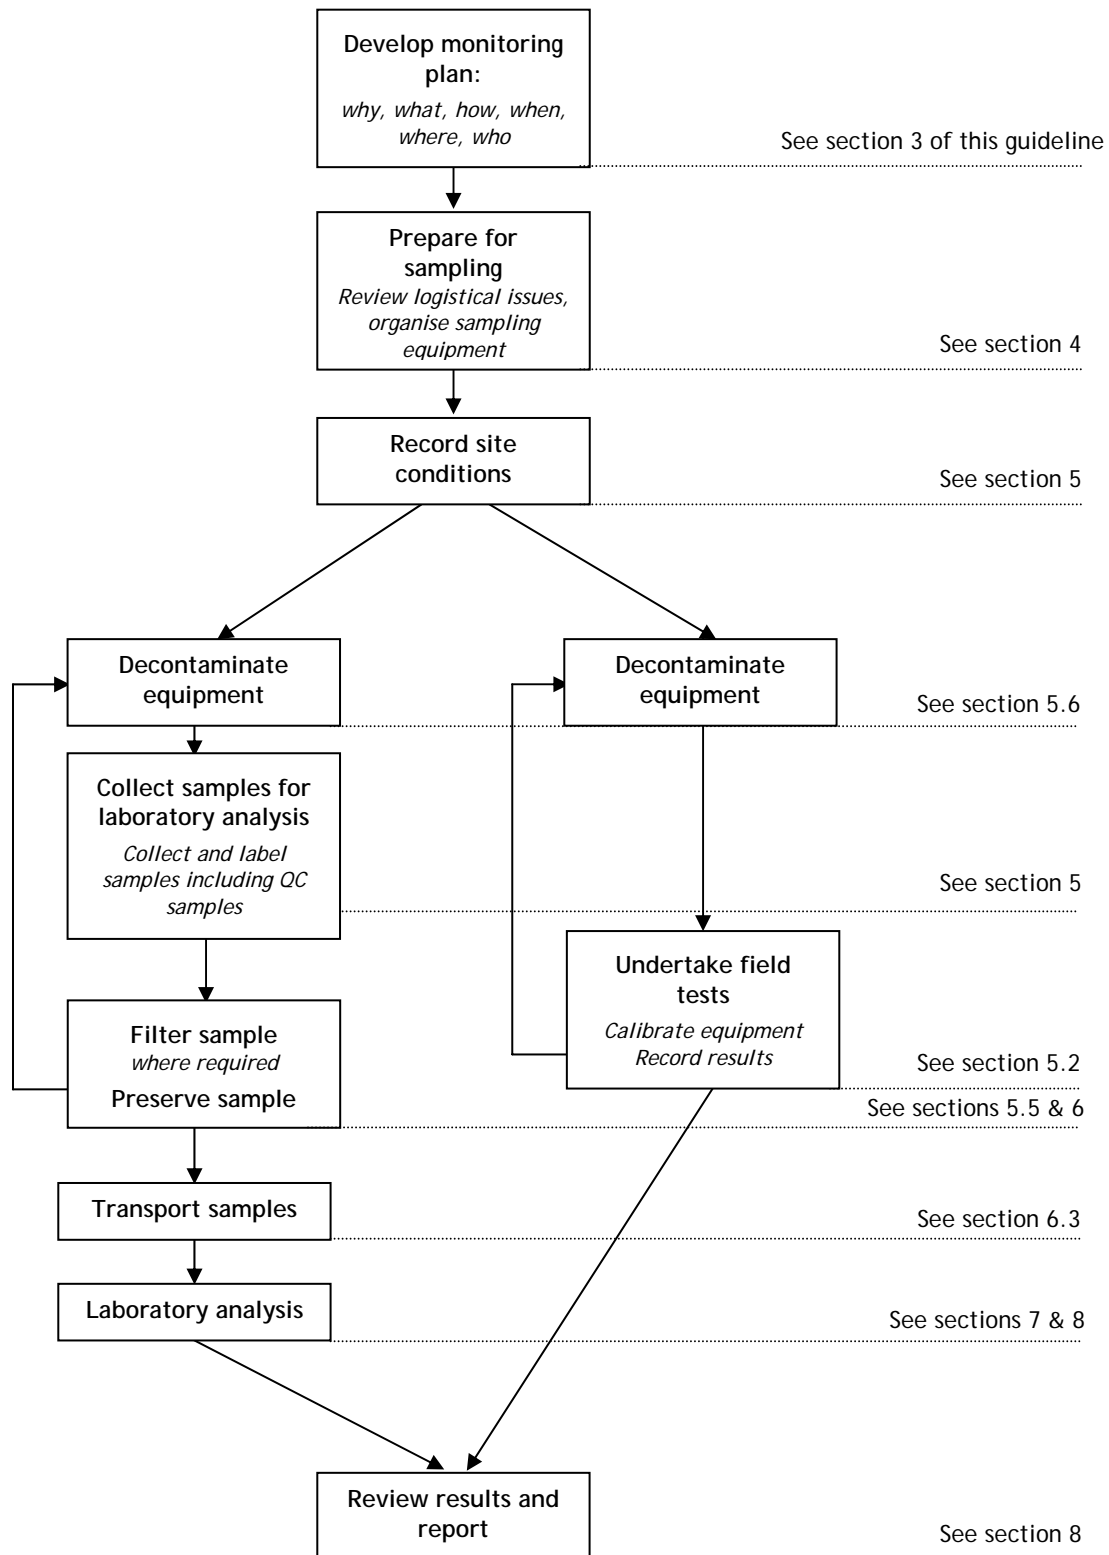 Develop monitoring
plan:
why, what, how, when,
where, who
See section 3 of this guideline
Prepare for
sampling
Review logistical issues,
organise sampling
equipment
See section 4
Record site
conditions
See section 5
Decontaminate
equipment
Decontaminate
equipment
See section 5.6
Collect samples for
laboratory analysis
Collect and label
samples including QC
samples
See section 5
Undertake field
tests
Calibrate equipment
Record results
See section 5.2
Filter sample
where required
Preserve sample
See sections 5.5 & 6
Transport samples
See section 6.3
Laboratory analysis
See sections 7 & 8
Review results and
report
See section 8